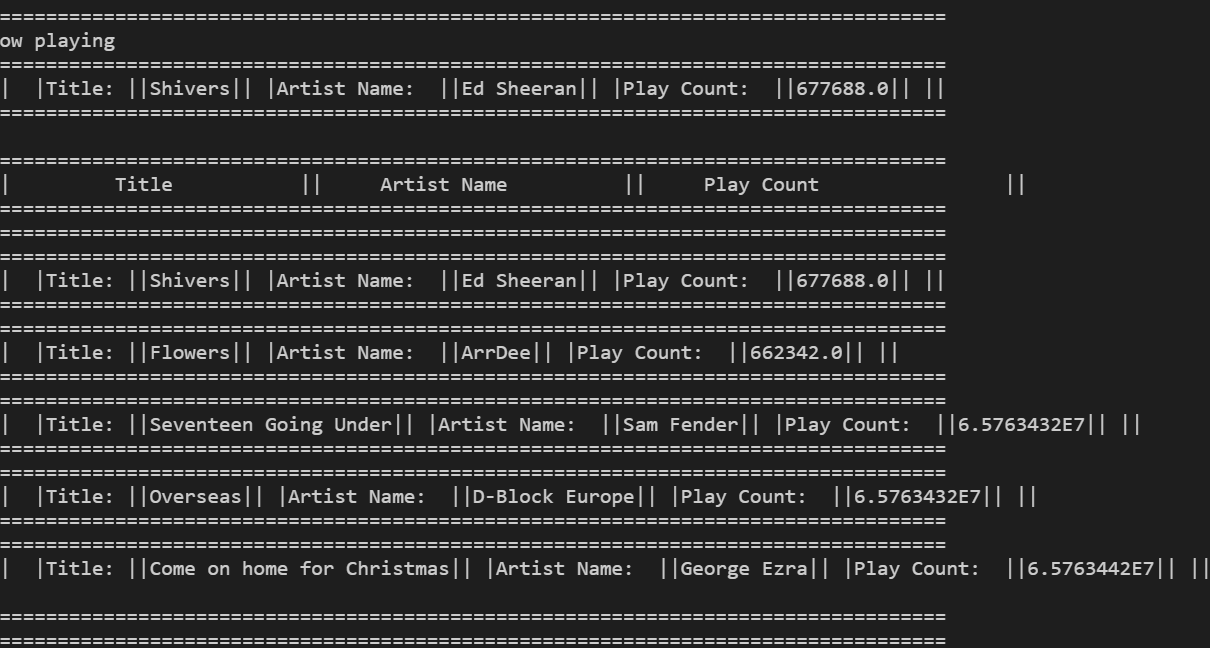 ==================================================================================
ow playing
==================================================================================
|  |Title: ||Shivers|| |Artist Name:  ||Ed Sheeran|| |Play Count:  ||677688.0|| ||
==================================================================================
==================================================================================
|         Title           ||     Artist Name          ||     Play Count                ||
==================================================================================
==================================================================================
==================================================================================
|  |Title: ||Shivers|| |Artist Name:  ||Ed Sheeran|| |Play Count:  ||677688.0|| ||
==================================================================================
==================================================================================
|  |Title: ||Flowers|| |Artist Name:  ||ArrDee|| |Play Count:  ||662342.0|| ||
==================================================================================
==================================================================================
|  |Title: ||Seventeen Going Under|| |Artist Name:  ||Sam Fender|| |Play Count:  ||6.5763432E7|| ||
==================================================================================
==================================================================================
|  |Title: ||Overseas|| |Artist Name:  ||D-Block Europe|| |Play Count:  ||6.5763432E7|| ||
==================================================================================
==================================================================================
|  |Title: ||Come on home for Christmas|| |Artist Name:  ||George Ezra|| |Play Count:  ||6.5763442E7|| ||
==================================================================================
==================================================================================